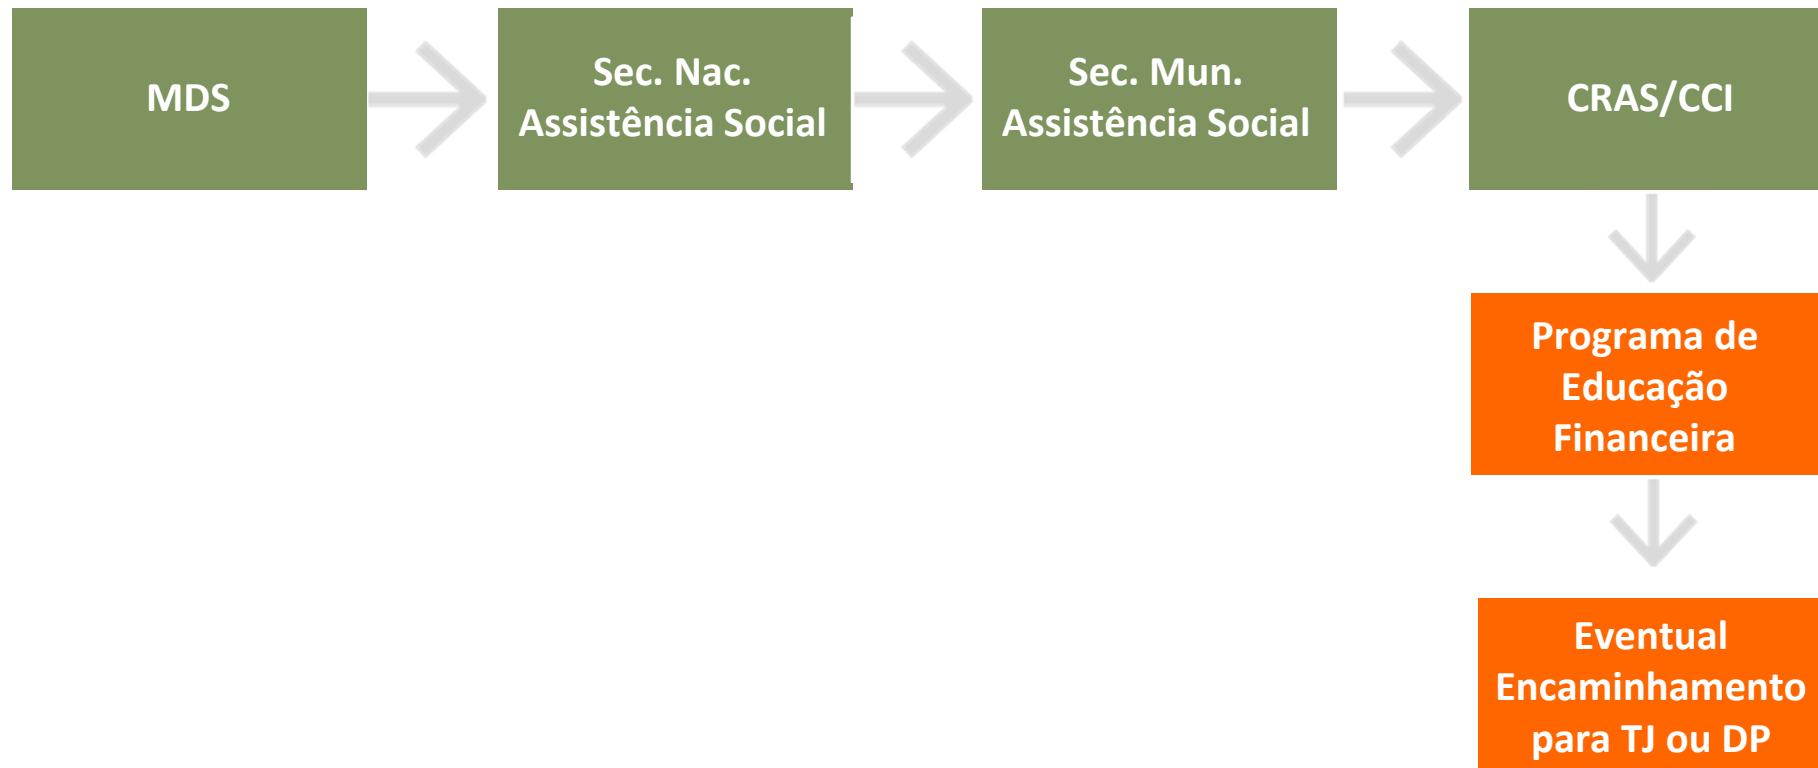 MDS
Sec. Nac.
Assistência Social
Sec. Mun.
Assistência Social
CRAS/CCI
Programa de
Educação
Financeira
Eventual
Encaminhamento
para TJ ou DP